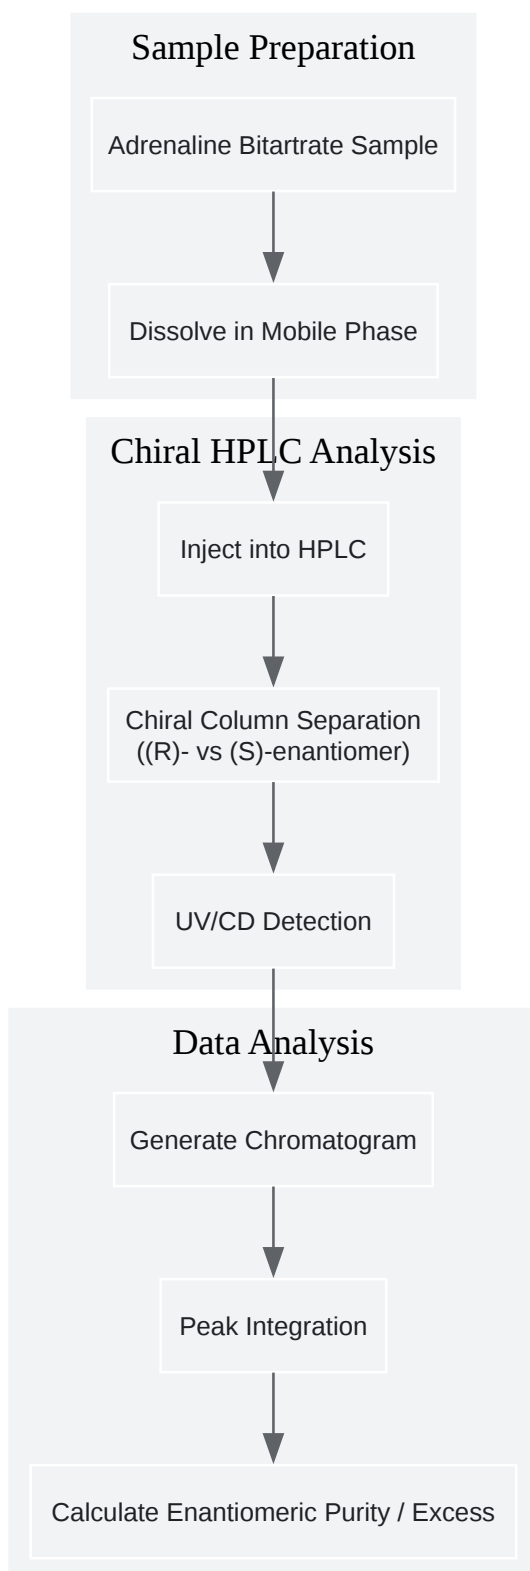 Sample Preparation
Adrenaline Bitartrate Sample
Dissolve in Mobile Phase
Chiral HPLC Analysis
Inject into HPLC
Chiral Column Separation
((R)- vs (S)-enantiomer)
UV/CD Detection
Data Analysis
Generate Chromatogram
Peak Integration
Calculate Enantiomeric Purity / Excess